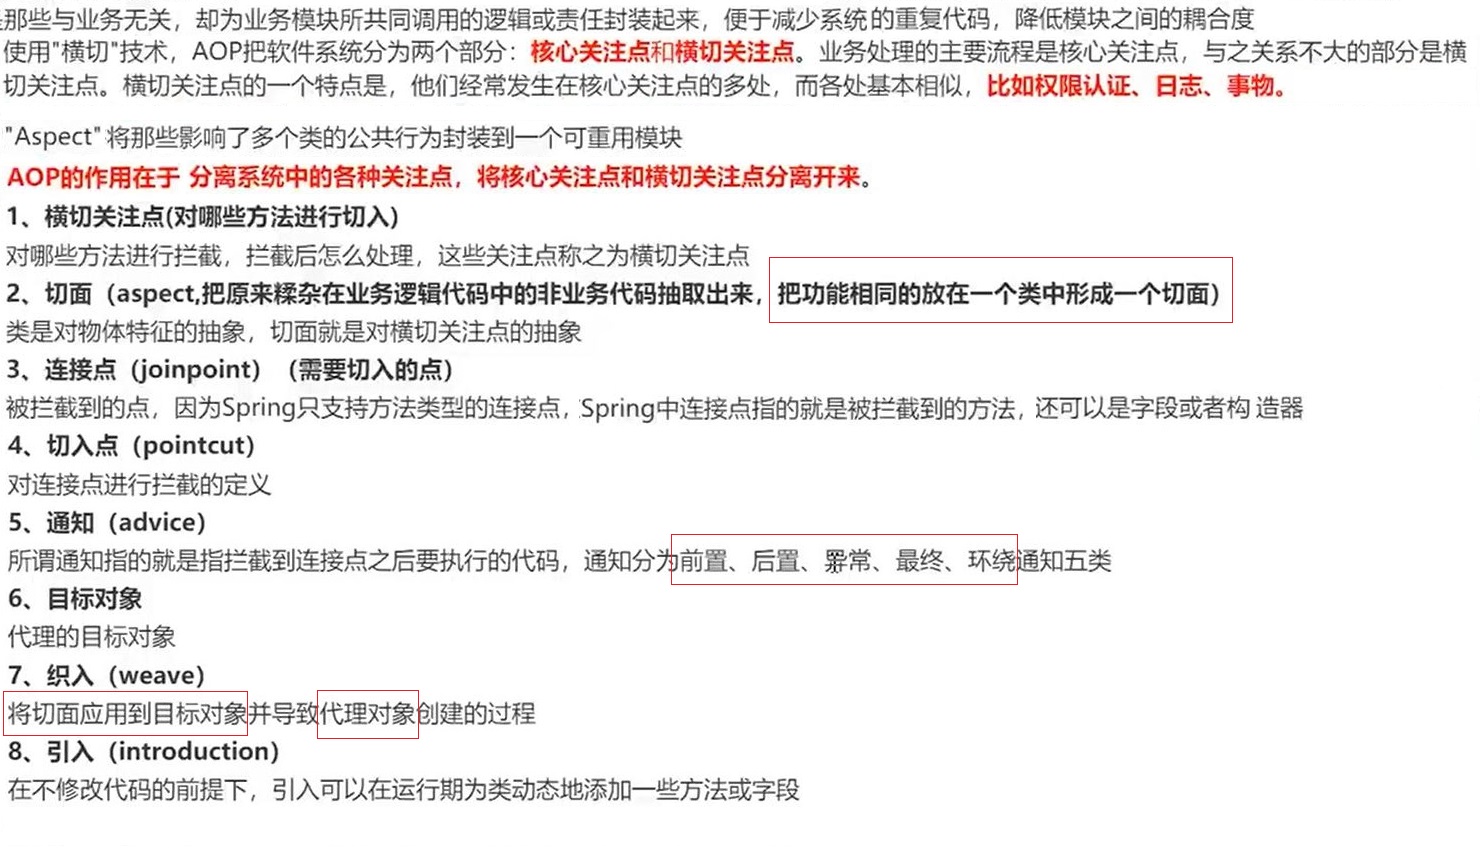 那些与业务无关，却为业务模块所共同调用的逻辑或责任封装起来，便于减少系统的重复代码，降低模块之间的耦合度
使用"横切"技术，AOP把软件系统分为两个部分：核心关注点和横切关注点。业务处理的主要流程是核心关注点，与之关系不大的部分是横
切关注点。横切关注点的一个特点是，他们经常发生在核心关注点的多处，而各处基本相似，比如权限认证、日志、事物。
"Aspect"将那些影响了多个类的公共行为封装到一个可重用模块
AOP的作用在于 分离系统中的各种关注点，将核心关注点和横切关注点分离开来。
1、横切关注点(对哪些方法进行切入)
对哪些方法进行拦截，拦截后怎么处理，这些关注点称之为横切关注点
2、切面（aspect,把原来糅杂在业务逻辑代码中的非业务代码抽取出来，把功能相同的放在一个类中形成一个切面）
类是对物体特征的抽象，切面就是对横切关注点的抽象
3、连接点（joinpoint）（需要切入的点）
被拦截到的点，因为Spring只支持方法类型的连接点，Spring中连接点指的就是被拦截到的方法，还可以是字段或者构 造器
4、切入点（pointcut）
对连接点进行拦截的定义
5、通知（advice）
所谓通知指的就是指拦截到连接点之后要执行的代码，通知分为前置、后置、异常、最终、环绕通知五类
6、目标对象
代理的目标对象
7、织入（weave）
将切面应用到目标对象并导致代理对象创建的过程
8、引入（introduction）
在不修改代码的前提下，引入可以在运行期为类动态地添加一些方法或字段